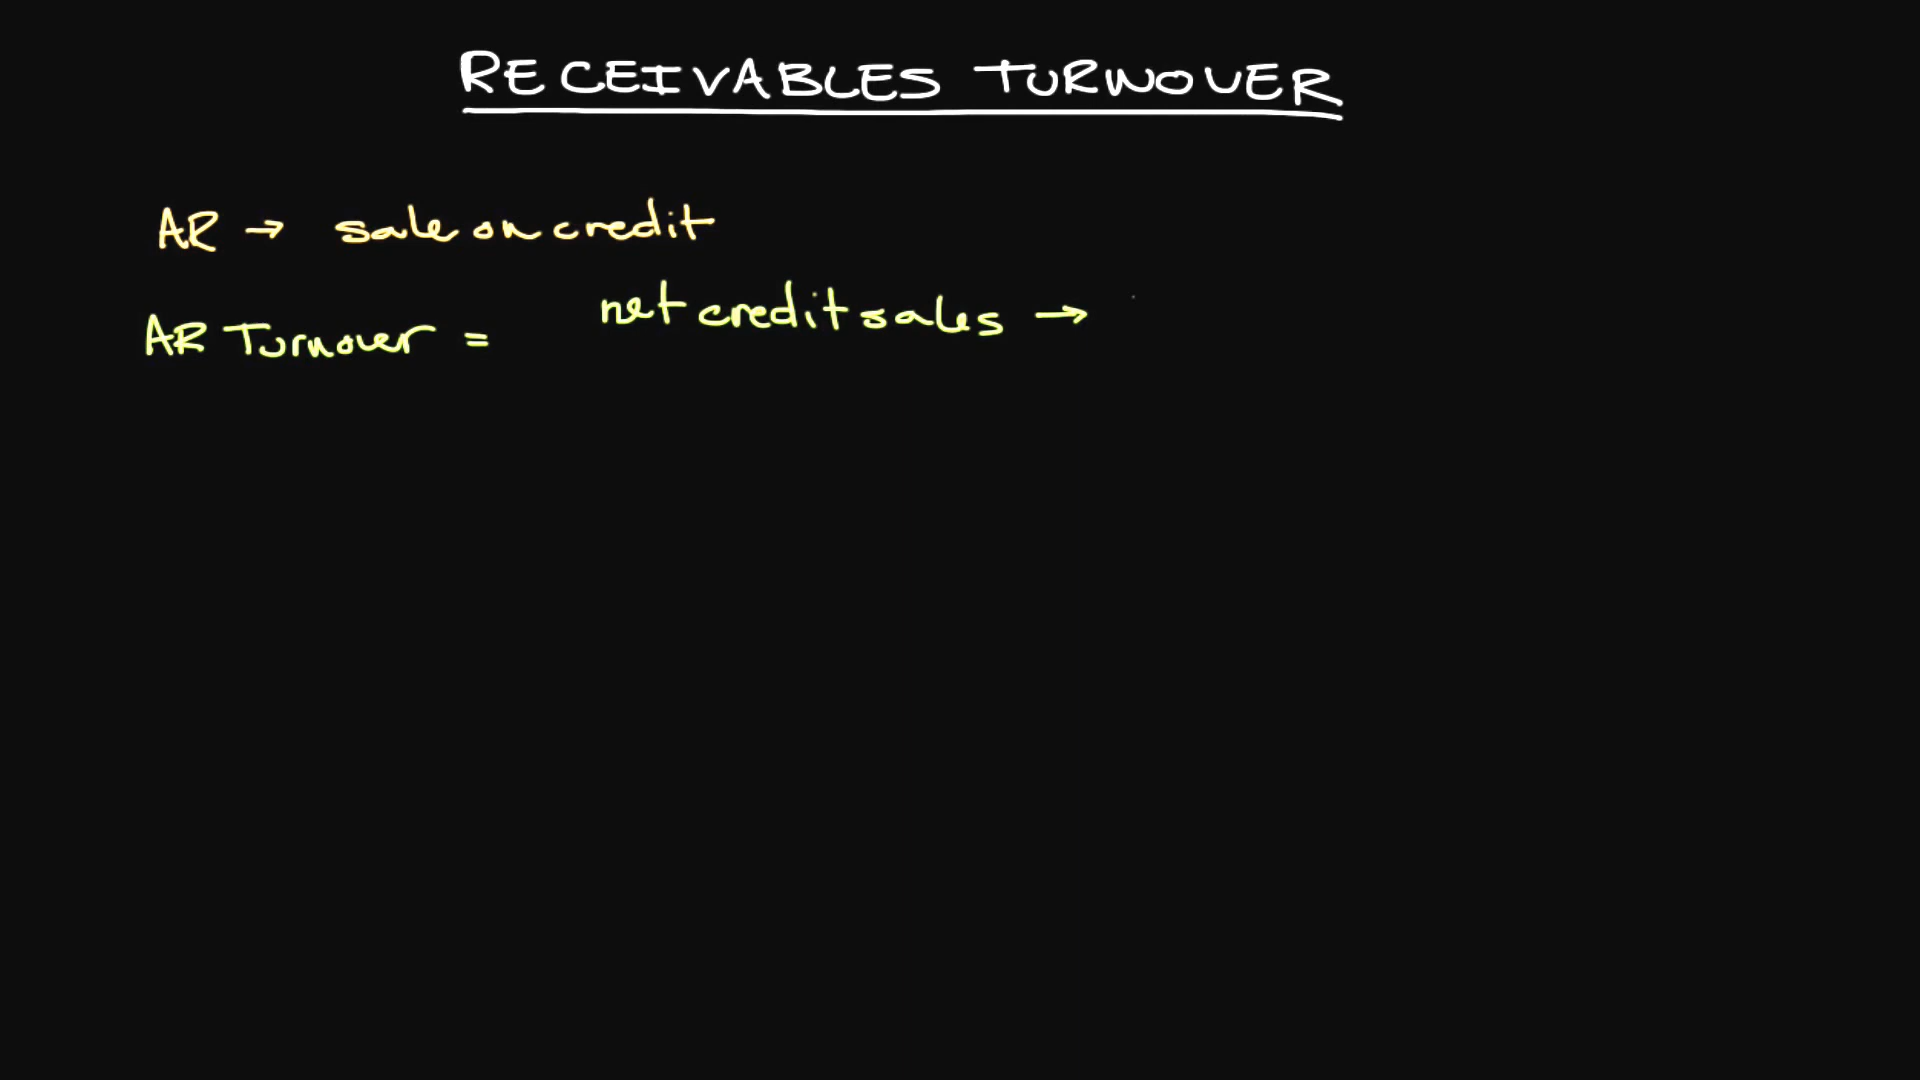 RECEIVABLES TURNOVER
AR → sale on credit
net credit sales →
AR Turnover =